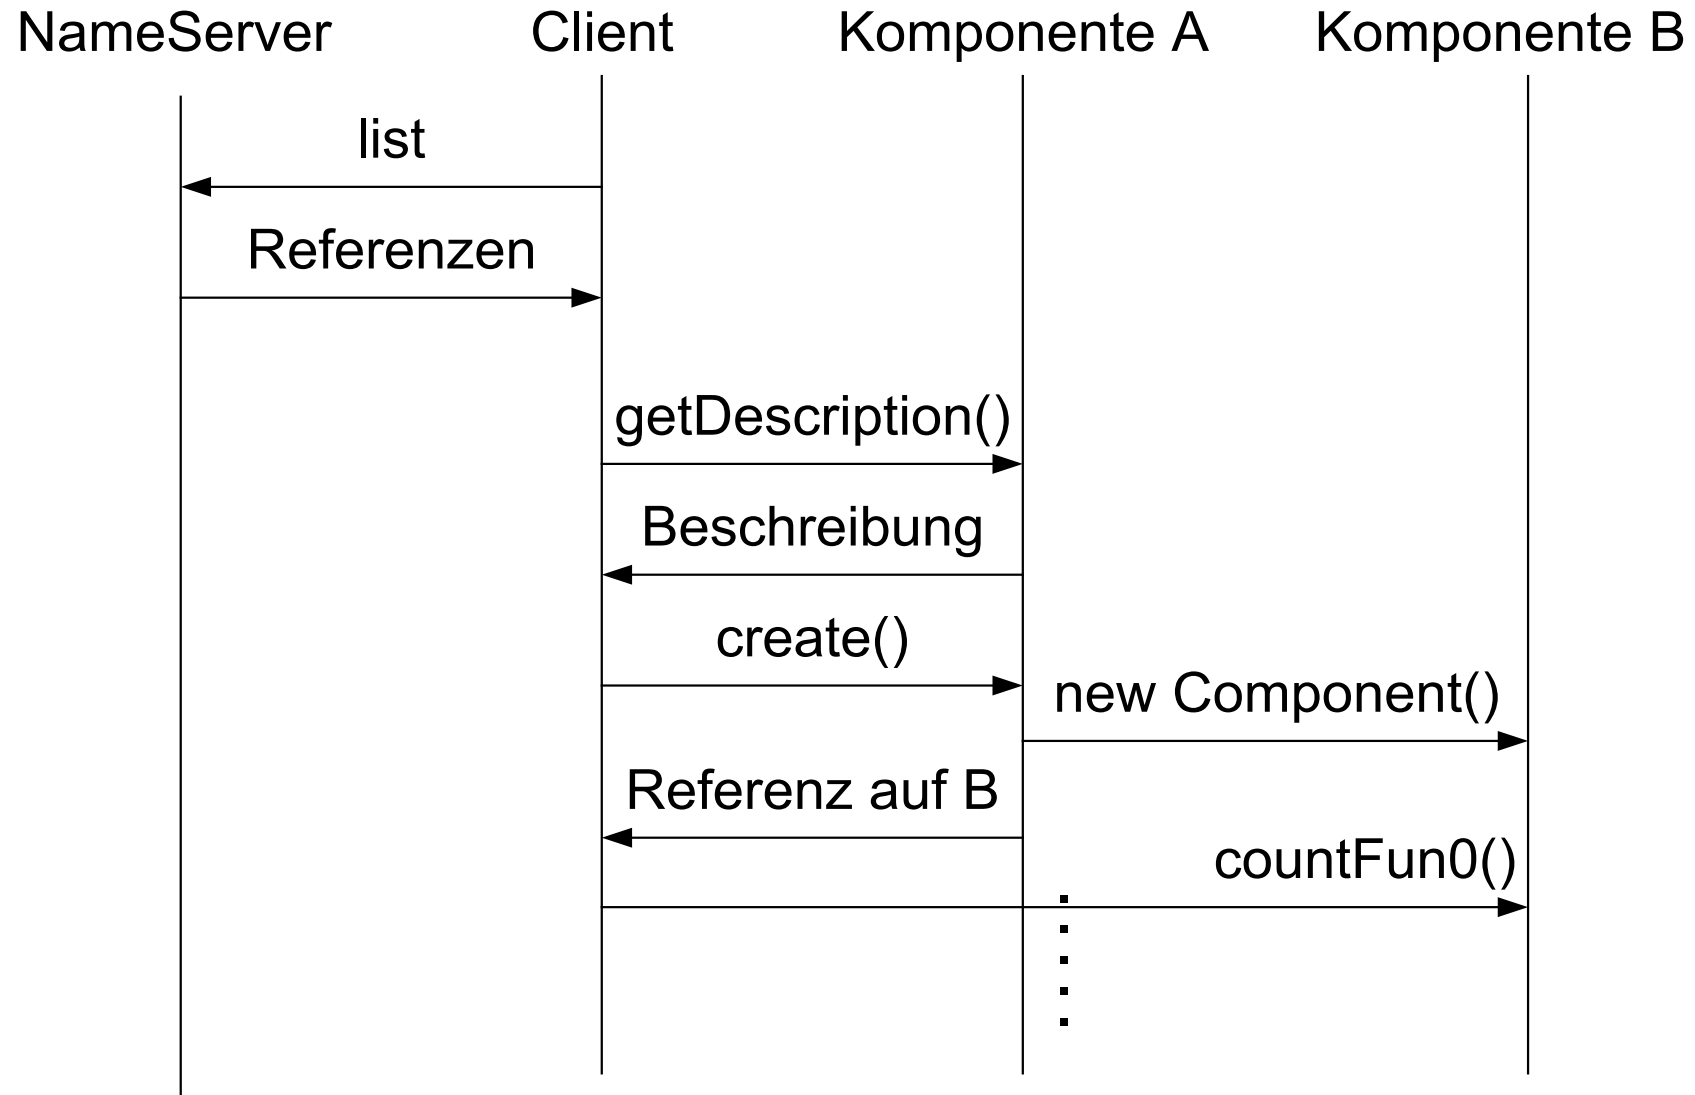 NameServer
Client
Komponente A
Komponente B
list
Referenzen
getDescription()
Beschreibung
create()
new Component()
Referenz auf B
countFun0()